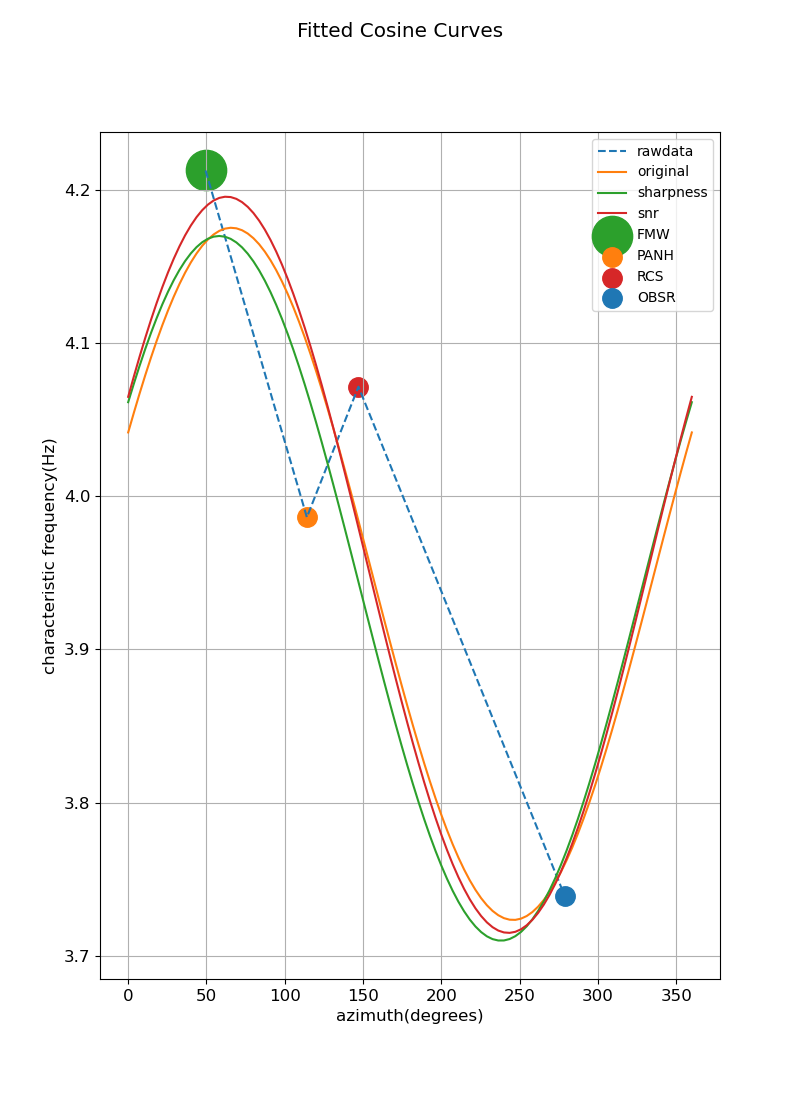 Fitted Cosine Curves
rawdata
original
sharpness
snr
FMW
PANH
RCS
OBSR
characteristic frequency(Hz)
4.2
4.1
4.0
3.9
3.8
3.7
0 50 100 150 200 250 300 350
azimuth(degrees)